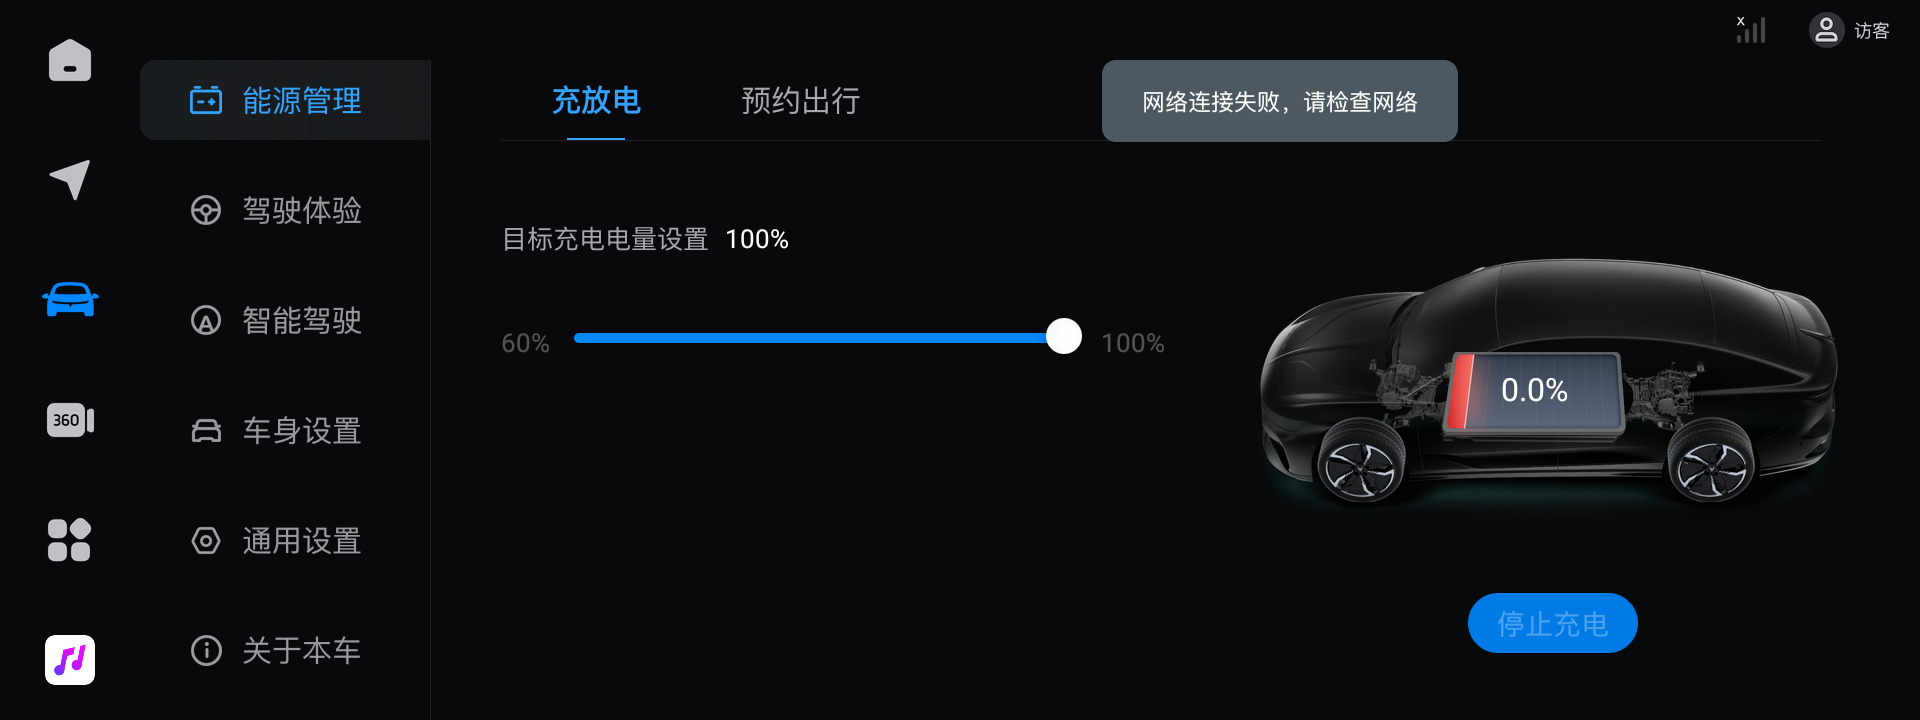 x
访客
能源管理
充放电
预约出行
网络连接失败，请检查网络
驾驶体验
目标充电电量设置 100%
智能驾驶
60%
100%
0.0%
360
车身设置
通用设置
停止充电
关于本车